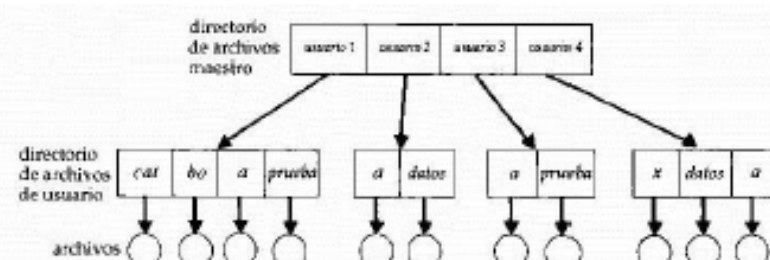 directorio
de archivos
maestro
usuario 1 usuario 2 usuario 3 usuario 4
directorio
de archivos
de usuario
cat bo a prueba a datos a prueba x datos a
archivos